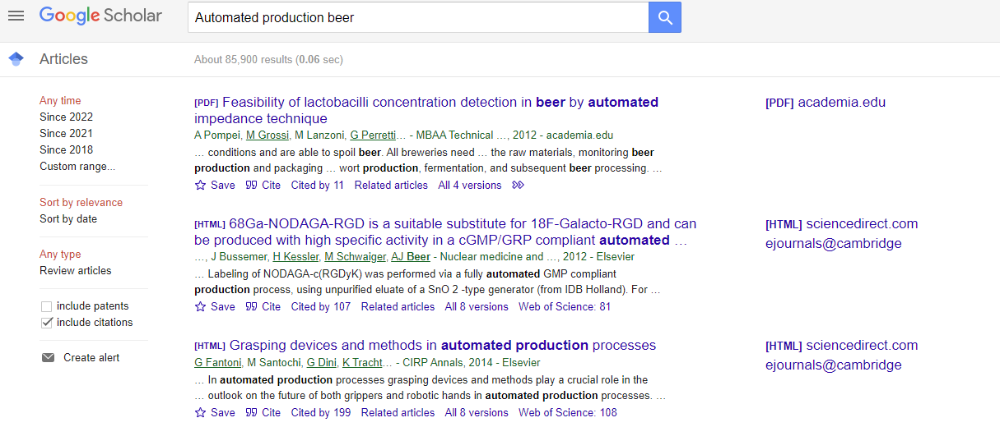 Google Scholar
Automated production beer
Articles
About 85,900 results (0.06 sec)
Any time
Since 2022
Since 2021
Since 2018
Custom range...
Sort by relevance
Sort by date
Any type
Review articles
include patents
include citations
Create alert
[PDF] Feasibility of lactobacilli concentration detection in beer by automated
impedance technique
A Pompei, M Grossi, M Lanzoni, G Perretti… - MBAA Technical …, 2012 - academia.edu
… conditions and are able to spoil beer. All breweries need … the raw materials, monitoring beer
production and packaging … wort production, fermentation, and subsequent beer processing. …
Save Cite Cited by 11 Related articles All 4 versions
[PDF] academia.edu
[HTML] 68Ga-NODAGA-RGD is a suitable substitute for 18F-Galacto-RGD and can
be produced with high specific activity in a cGMP/GRP compliant automated …
…, J Bussemer, H Kessler, M Schwaiger, AJ Beer - Nuclear medicine and …, 2012 - Elsevier
… Labeling of NODAGA-c(RGDyK) was performed via a fully automated GMP compliant
production process, using unpurified eluate of a SnO 2 -type generator (from IDB Holland). For …
Save Cite Cited by 107 Related articles All 8 versions Web of Science: 81
[HTML] sciencedirect.com
ejournals@cambridge
[HTML] Grasping devices and methods in automated production processes
G Fantoni, M Santochi, G Dini, K Tracht… - CIRP Annals, 2014 - Elsevier
… In automated production processes grasping devices and methods play a crucial role in the
… outlook on the future of both grippers and robotic hands in automated production processes. …
Save Cite Cited by 199 Related articles All 8 versions Web of Science: 108
[HTML] sciencedirect.com
ejournals@cambridge